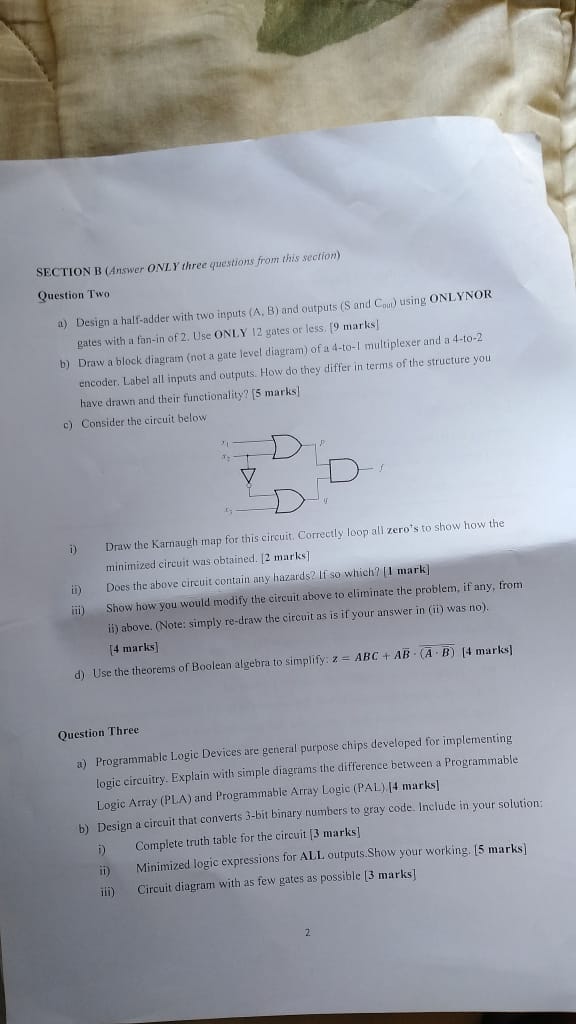 SECTION B (Answer ONLY three questions from this section)
Question Two
a) Design a half-adder with two inputs (A, B) and outputs (S and Cout) using ONLYNOR
gates with a fan-in of 2. Use ONLY 12 gates or less. [9 marks]
b) Draw a block diagram (not a gate level diagram) of a 4-to-1 multiplexer and a 4-to-2
encoder. Label all inputs and outputs. How do they differ in terms of the structure you
have drawn and their functionality? [5 marks]
c) Consider the circuit below
x₁
x₂
p
f
x₃
q
i) Draw the Karnaugh map for this circuit. Correctly loop all zero's to show how the
minimized circuit was obtained. [2 marks]
ii) Does the above circuit contain any hazards? If so which? [1 mark]
iii) Show how you would modify the circuit above to eliminate the problem, if any, from
ii) above. (Note: simply re-draw the circuit as is if your answer in (ii) was no).
[4 marks]
d) Use the theorems of Boolean algebra to simplify: z = ABC + AB̅ · (A̅ · B̅)̅ [4 marks]
Question Three
a) Programmable Logic Devices are general purpose chips developed for implementing
logic circuitry. Explain with simple diagrams the difference between a Programmable
Logic Array (PLA) and Programmable Array Logic (PAL).[4 marks]
b) Design a circuit that converts 3-bit binary numbers to gray code. Include in your solution:
i) Complete truth table for the circuit [3 marks]
ii) Minimized logic expressions for ALL outputs.Show your working. [5 marks]
iii) Circuit diagram with as few gates as possible [3 marks]
2